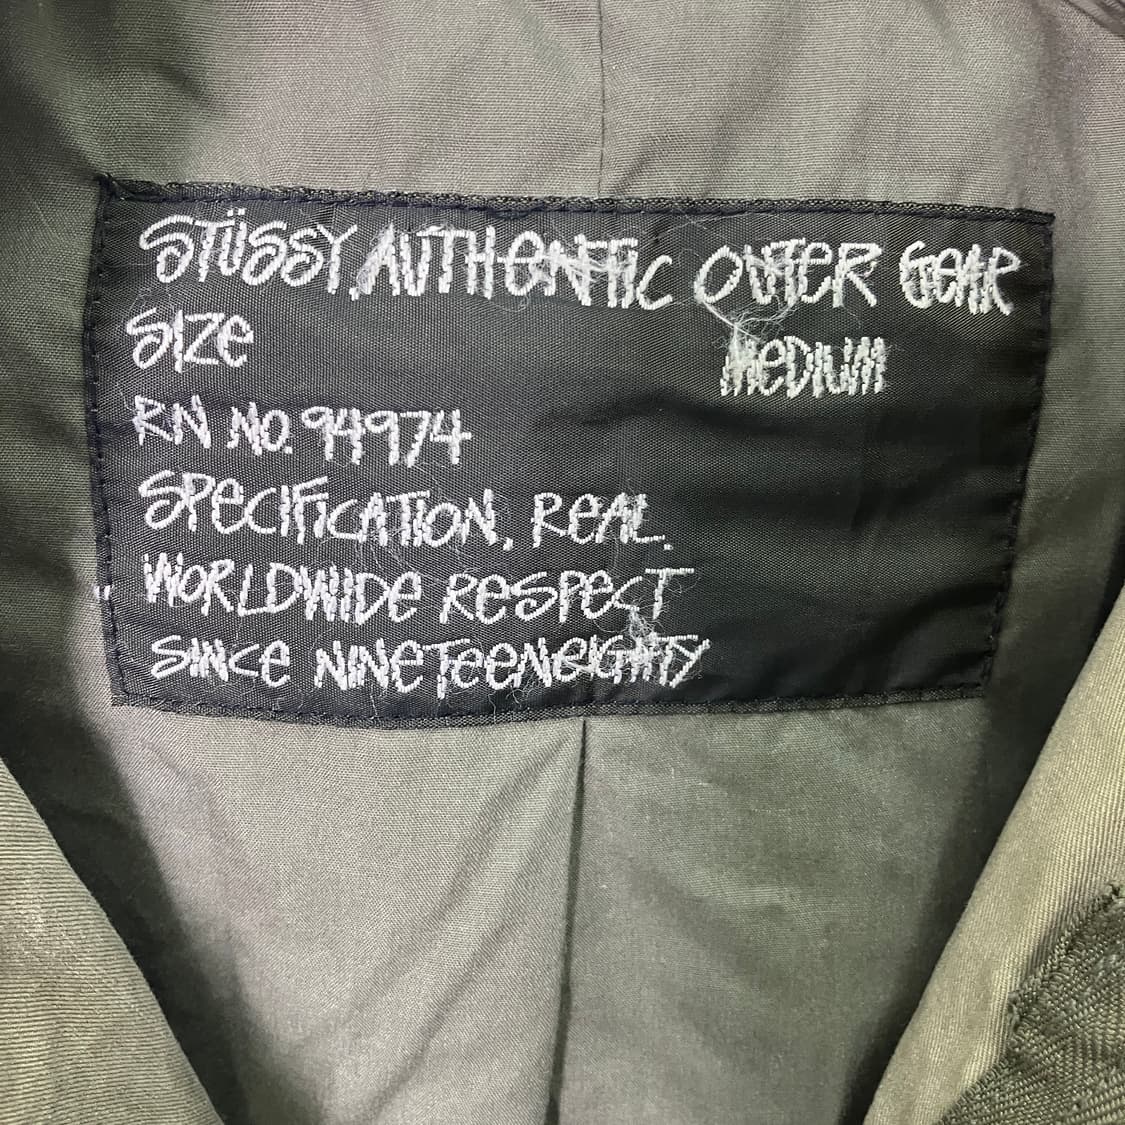 STÜSSY. AUTHENTIC OUTER GEAR
SIZE MEDIUM
RN NO. 94974
SPECIFICATION. REAL.
WORLDWIDE RESPECT
SINCE NINETEENEIGHTY